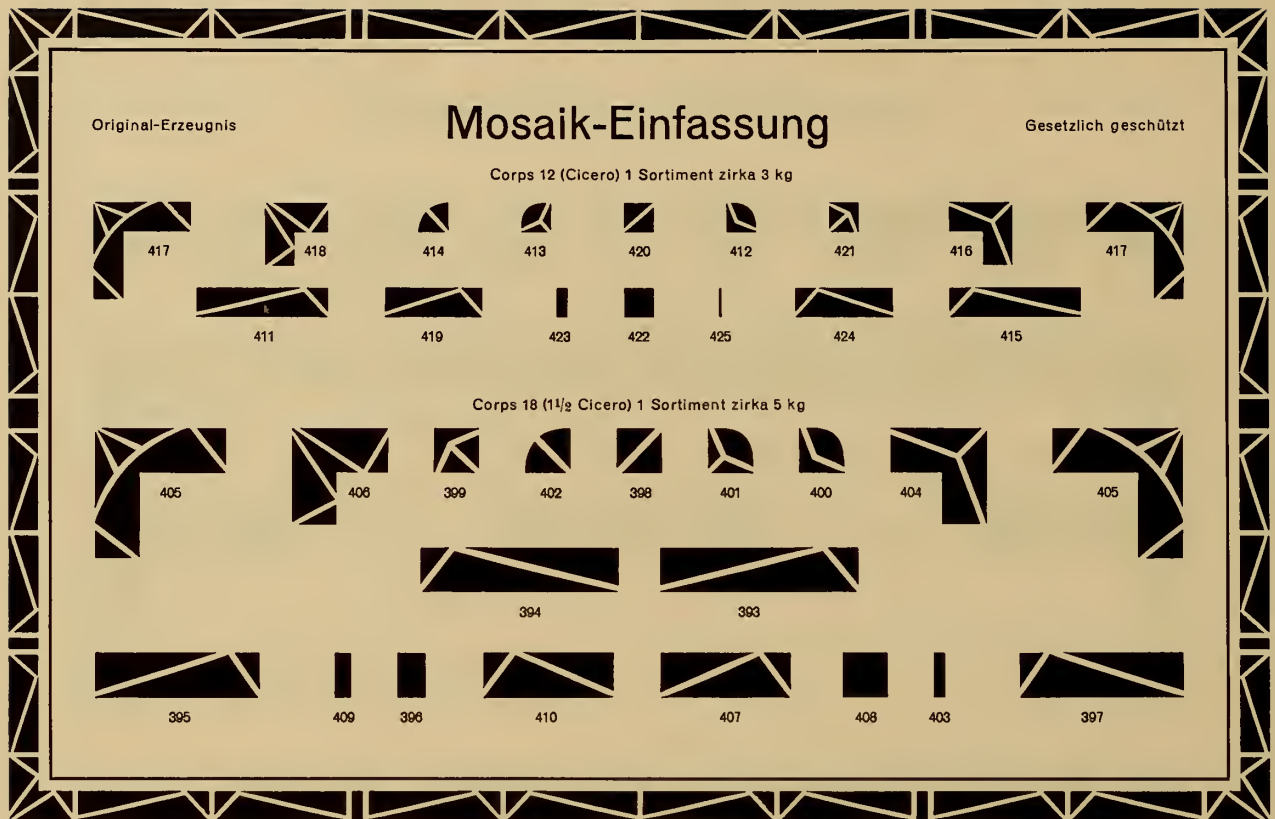 Original-Erzeugnis Mosaik-Einfassung Gesetzlich geschützt
Corps 12 (Cicero) 1 Sortiment zirka 3 kg
417 418 414 413 420 412 421 416 417
411 419 423 422 425 424 415
Corps 18 (1½ Cicero) 1 Sortiment zirka 5 kg
405 406 399 402 398 401 400 404 405
394 393
395 409 396 410 407 408 403 397